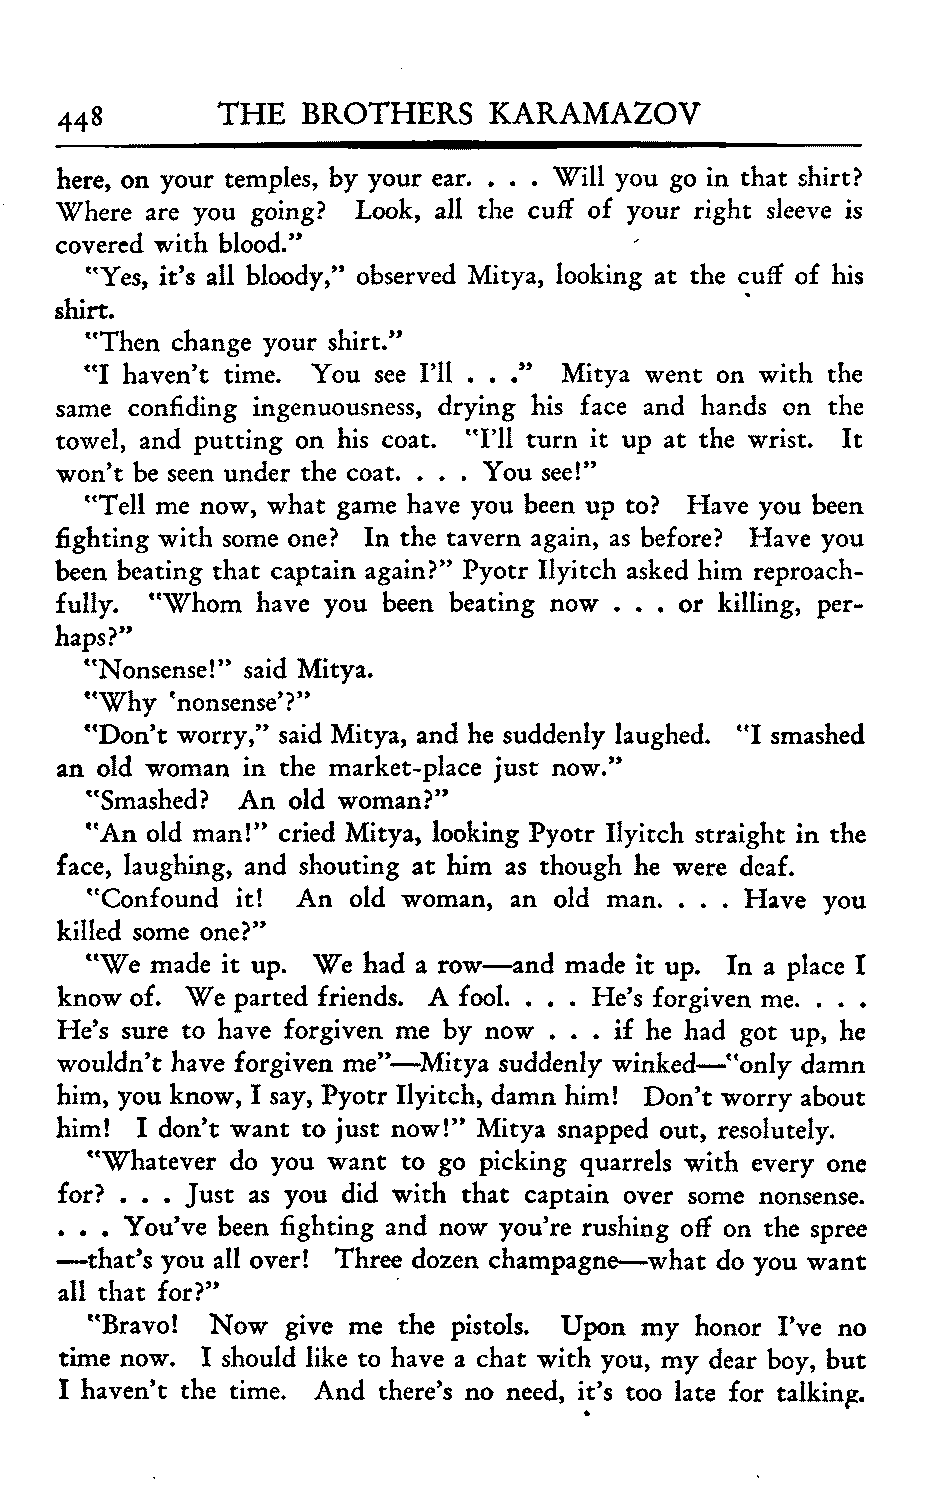 448 THE BROTHERS KARAMAZOV
here, on your temples, by your ear. . . . Will you go in that shirt?
Where are you going? Look, all the cuff of your right sleeve is
covered with blood."
"Yes, it's all bloody," observed Mitya, looking at the cuff of his
shirt.
"Then change your shirt."
"I haven't time. You see I'll . . ." Mitya went on with the
same confiding ingenuousness, drying his face and hands on the
towel, and putting on his coat. "I'll turn it up at the wrist. It
won't be seen under the coat. . . . You see!"
"Tell me now, what game have you been up to? Have you been
fighting with some one? In the tavern again, as before? Have you
been beating that captain again?" Pyotr Ilyitch asked him reproach-
fully. "Whom have you been beating now . . . or killing, per-
haps?"
"Nonsense!" said Mitya.
"Why 'nonsense'?"
"Don't worry," said Mitya, and he suddenly laughed. "I smashed
an old woman in the market-place just now."
"Smashed? An old woman?"
"An old man!" cried Mitya, looking Pyotr Ilyitch straight in the
face, laughing, and shouting at him as though he were deaf.
"Confound it! An old woman, an old man. . . . Have you
killed some one?"
"We made it up. We had a row—and made it up. In a place I
know of. We parted friends. A fool. . . . He's forgiven me. . . .
He's sure to have forgiven me by now . . . if he had got up, he
wouldn't have forgiven me"—Mitya suddenly winked—"only damn
him, you know, I say, Pyotr Ilyitch, damn him! Don't worry about
him! I don't want to just now!" Mitya snapped out, resolutely.
"Whatever do you want to go picking quarrels with every one
for? . . . Just as you did with that captain over some nonsense.
. . . You've been fighting and now you're rushing off on the spree
—that's you all over! Three dozen champagne—what do you want
all that for?"
"Bravo! Now give me the pistols. Upon my honor I've no
time now. I should like to have a chat with you, my dear boy, but
I haven't the time. And there's no need, it's too late for talking.